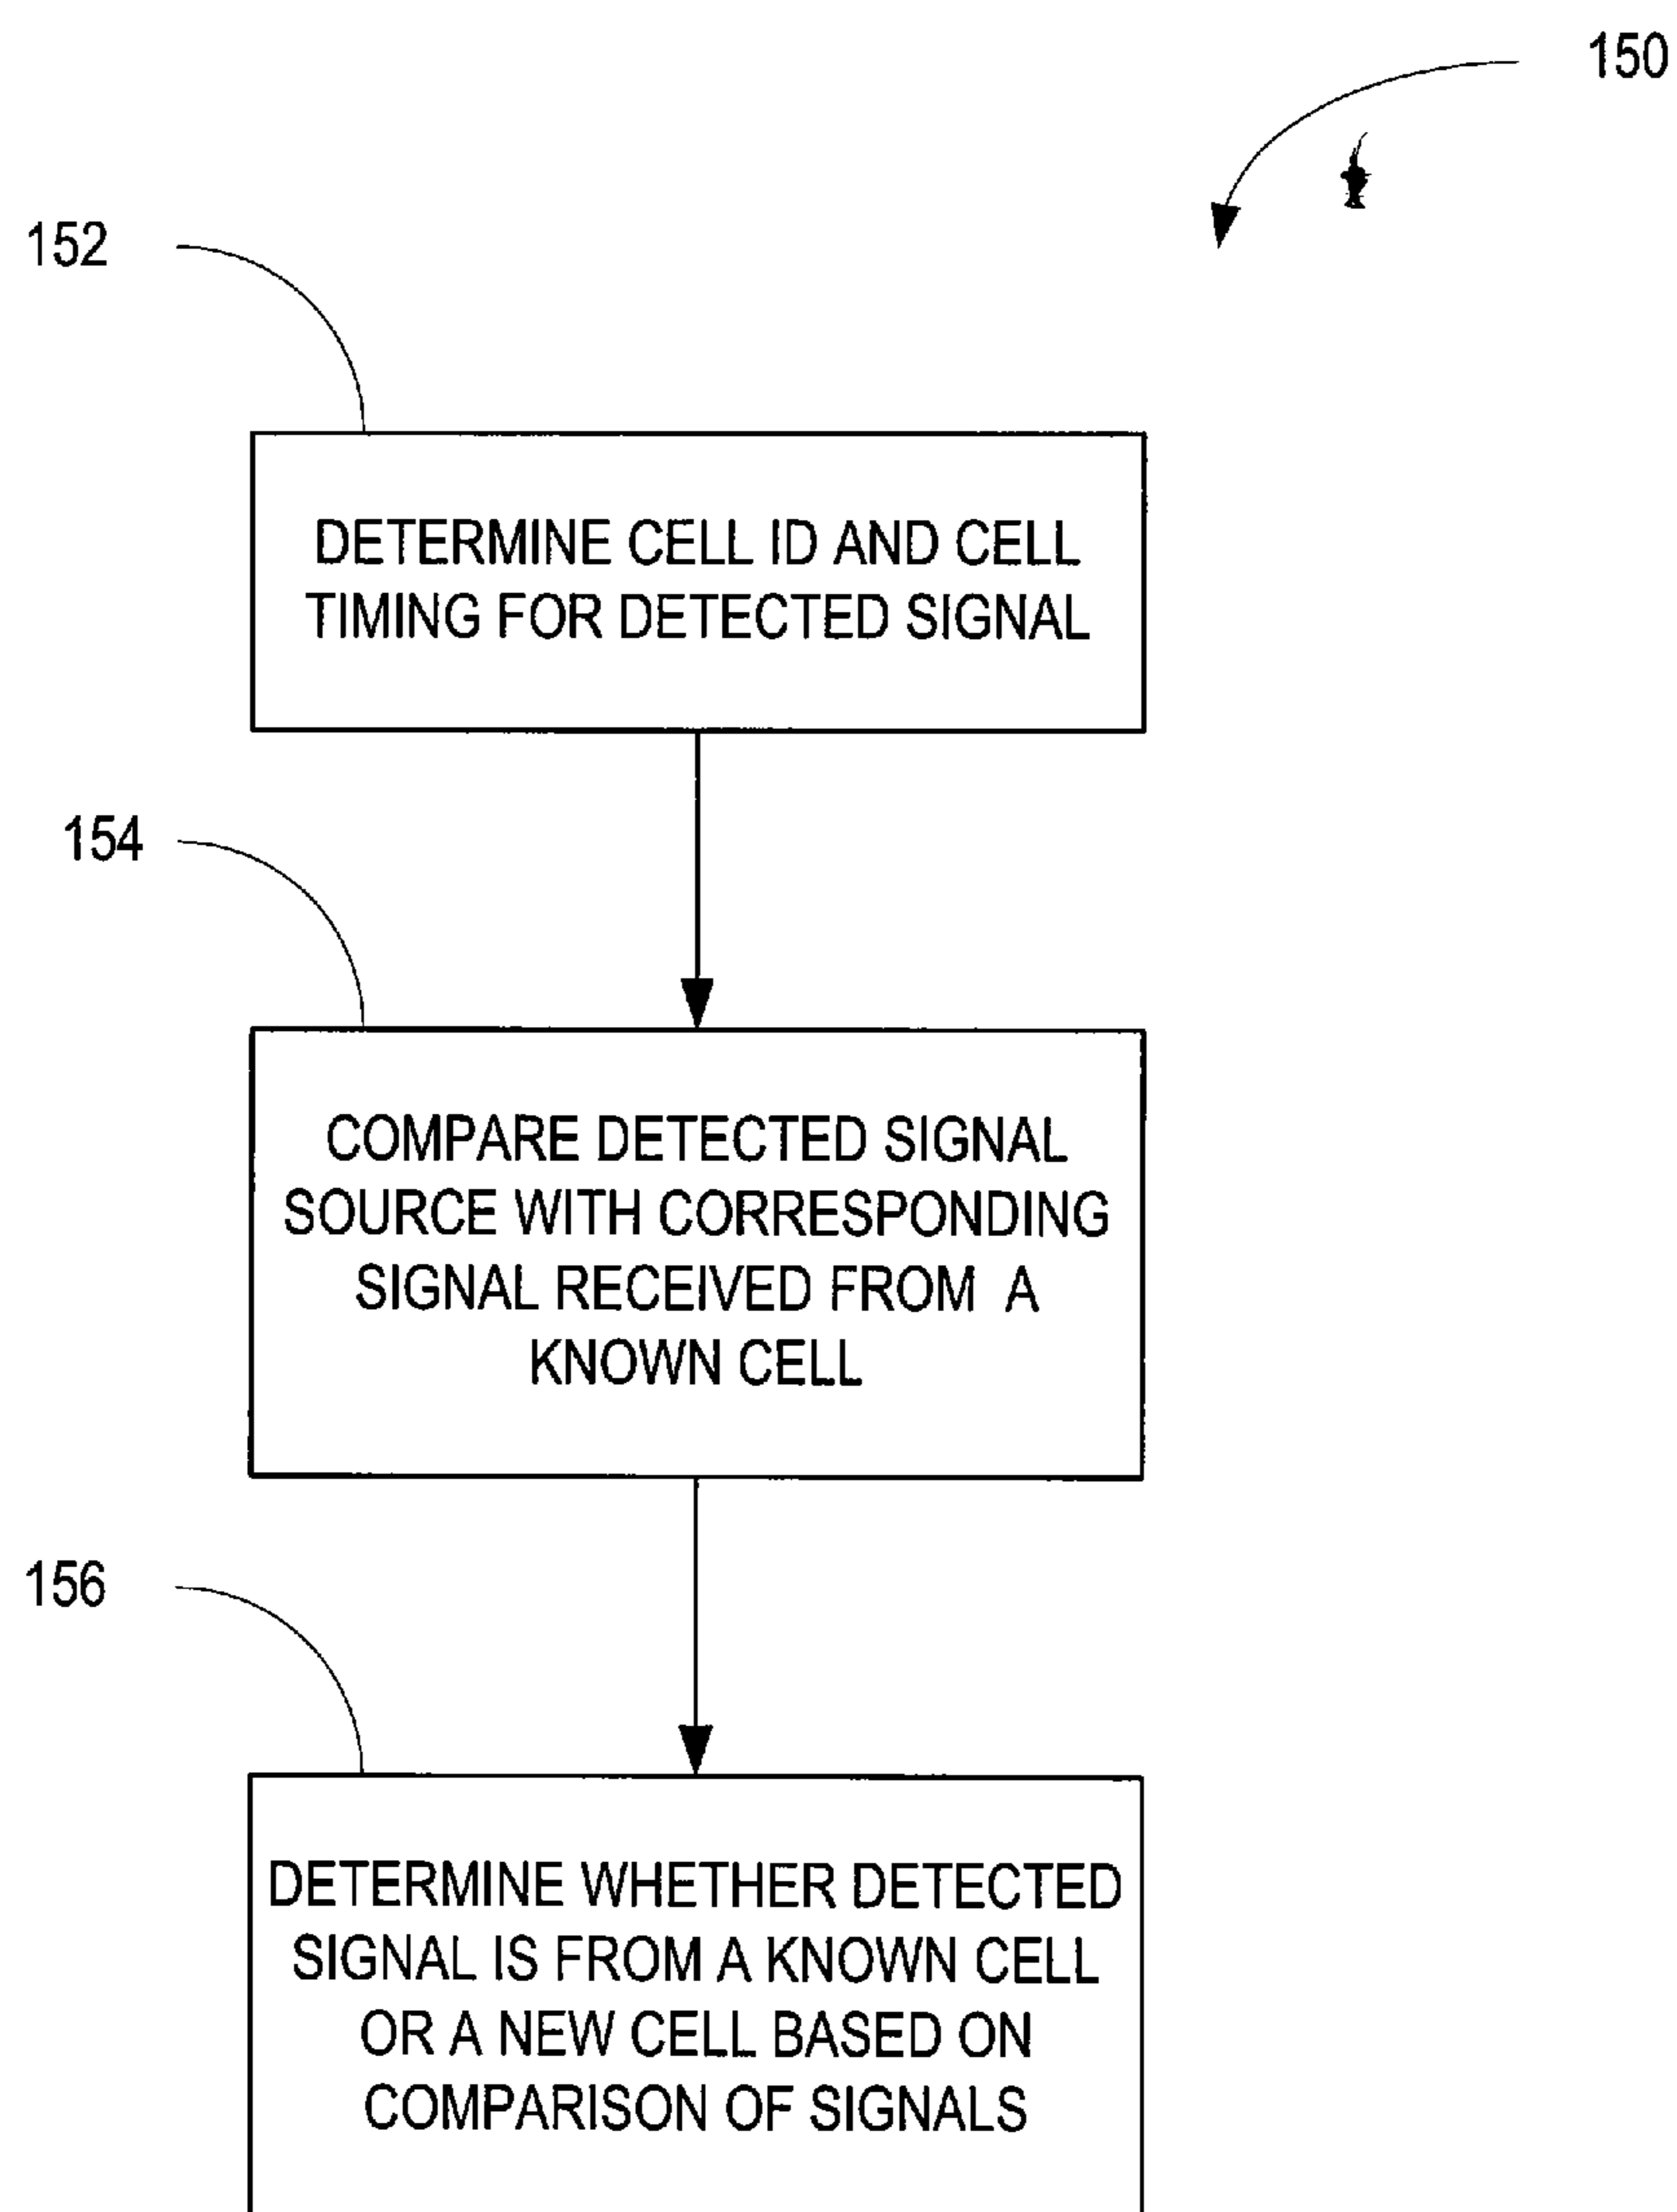 150
152
DETERMINE CELL ID AND CELL
TIMING FOR DETECTED SIGNAL
154
COMPARE DETECTED SIGNAL
SOURCE WITH CORRESPONDING
SIGNAL RECEIVED FROM A
KNOWN CELL
156
DETERMINE WHETHER DETECTED
SIGNAL IS FROM A KNOWN CELL
OR A NEW CELL BASED ON
COMPARISON OF SIGNALS